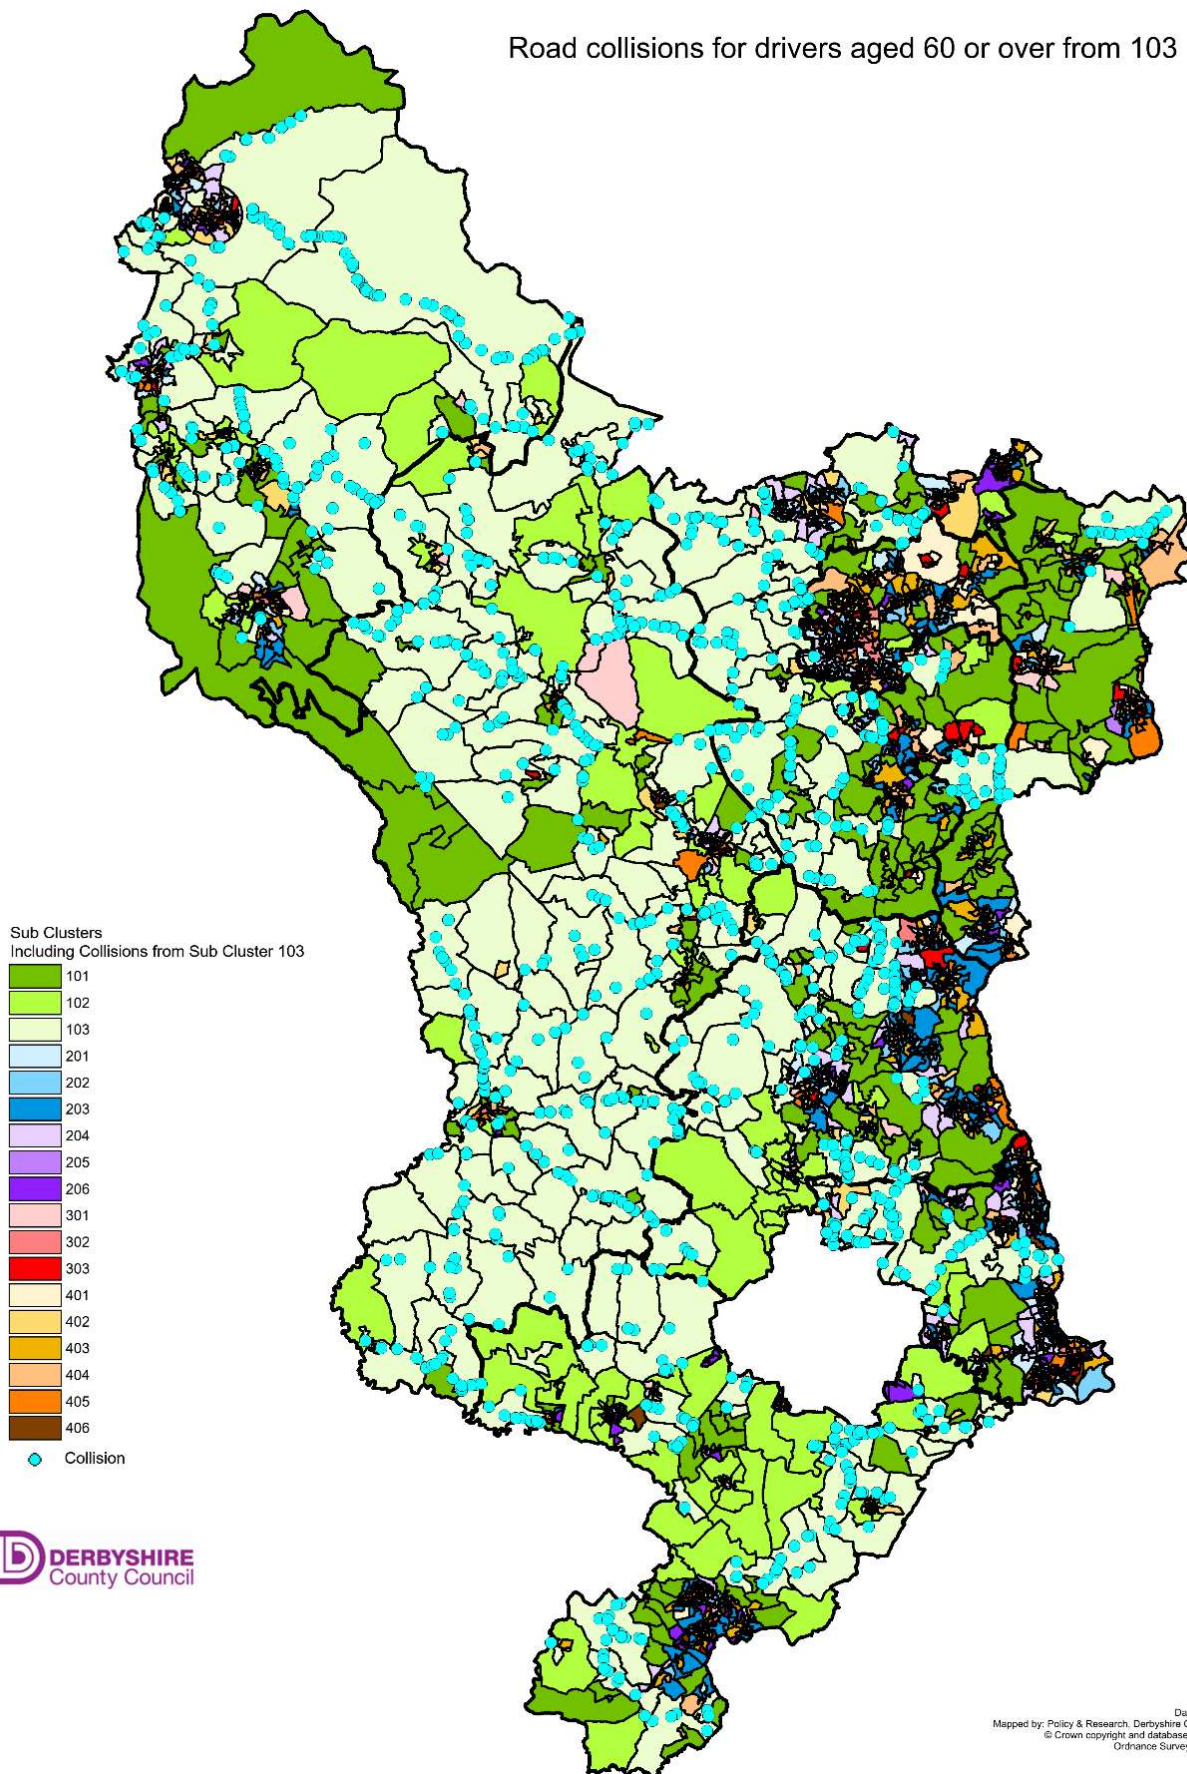 Road collisions for drivers aged 60 or over from 103
Sub Clusters
Including Collisions from Sub Cluster 103
101
102
103
201
202
203
204
205
206
301
302
303
401
402
403
404
405
406
Collision
DERBYSHIRE
County Council
Da
Mapped by: Policy & Research, Derbyshire C
© Crown copyright and database
Ordnance Survey